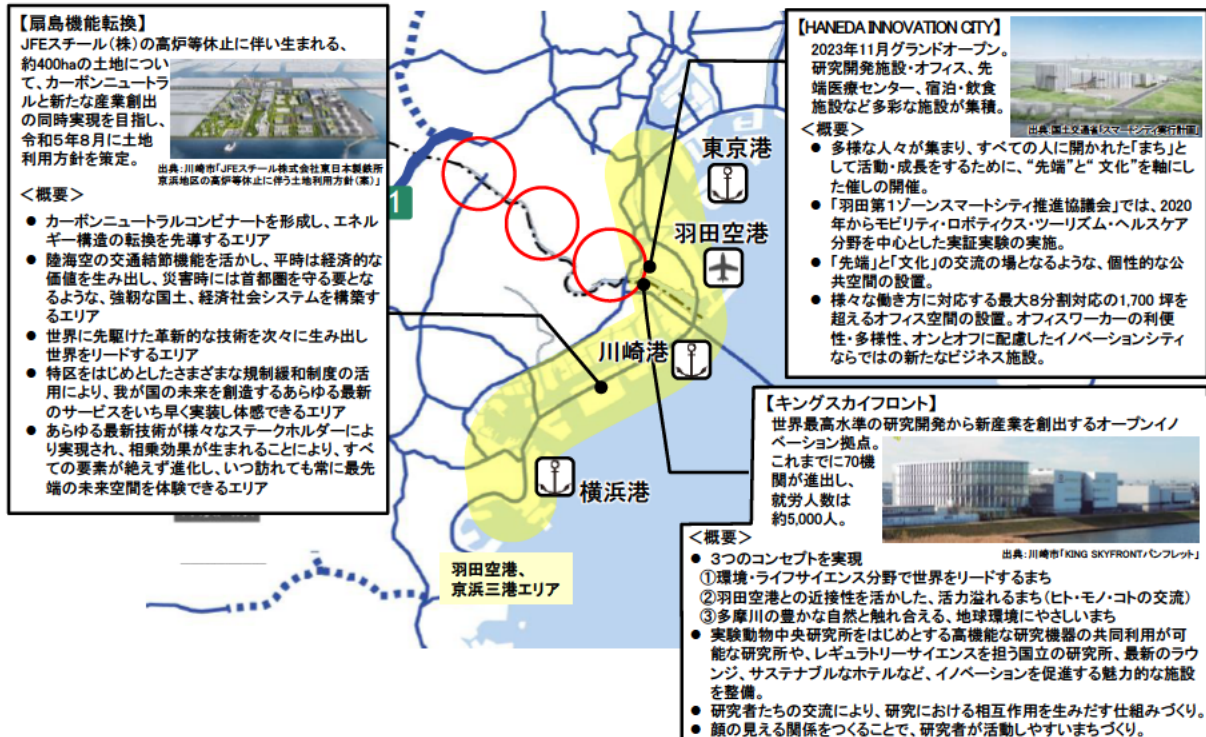 【扇島機能転換】
JFEスチール(株)の高炉等休止に伴い生まれる、
約400haの土地につい
て、カーボンニュートラ
ルと新たな産業創出
の同時実現を目指し、
令和5年8月に土地
利用方針を策定。
出典:川崎市「JFEスチール株式会社東日本製鉄所
京浜地区の高炉等休止に伴う土地利用方針(案)」
<概要>
● カーボンニュートラルコンビナートを形成し、エネル
ギー構造の転換を先導するエリア
● 陸海空の交通結節機能を活かし、平時は経済的な
価値を生み出し、災害時には首都圏を守る要とな
るような、強靭な国土、経済社会システムを構築す
るエリア
● 世界に先駆けた革新的な技術を次々に生み出し
世界をリードするエリア
● 特区をはじめとしたさまざまな規制緩和制度の活
用により、我が国の未来を創造するあらゆる最新
のサービスをいち早く実装し体感できるエリア
● あらゆる最新技術が様々なステークホルダーによ
り実現され、相乗効果が生まれることにより、すべ
ての要素が絶えず進化し、いつ訪れても常に最先
端の未来空間を体験できるエリア
1
東京港
羽田空港
川崎港
横浜港
羽田空港、
京浜三港エリア
【HANEDA INNOVATION CITY】
2023年11月グランドオープン。
研究開発施設・オフィス、先
端医療センター、宿泊・飲食
施設など多彩な施設が集積。
出典:国土交通省「スマートシティ実行計画」
<概要>
● 多様な人々が集まり、すべての人に開かれた「まち」と
して活動・成長をするために、“先端”と“文化”を軸にし
た催しの開催。
● 「羽田第1ゾーンスマートシティ推進協議会」では、2020
年からモビリティ・ロボティクス・ツーリズム・ヘルスケア
分野を中心とした実証実験の実施。
● 「先端」と「文化」の交流の場となるような、個性的な公
共空間の設置。
● 様々な働き方に対応する最大8分割対応の1,700 坪を
超えるオフィス空間の設置。オフィスワーカーの利便
性・多様性、オンとオフに配慮したイノベーションシティ
ならではの新たなビジネス施設。
【キングスカイフロント】
世界最高水準の研究開発から新産業を創出するオープンイノ
ベーション拠点。
これまでに70機
関が進出し、
就労人数は
約5,000人。
出典:川崎市「KING SKYFRONTパンフレット」
<概要>
● 3つのコンセプトを実現
①環境・ライフサイエンス分野で世界をリードするまち
②羽田空港との近接性を活かした、活力溢れるまち(ヒト・モノ・コトの交流)
③多摩川の豊かな自然と触れ合える、地球環境にやさしいまち
● 実験動物中央研究所をはじめとする高機能な研究機器の共同利用が可
能な研究所や、レギュラトリーサイエンスを担う国立の研究所、最新のラウ
ンジ、サステナブルなホテルなど、イノベーションを促進する魅力的な施設
を整備。
● 研究者たちの交流により、研究における相互作用を生みだす仕組みづくり。
● 顔の見える関係をつくることで、研究者が活動しやすいまちづくり。